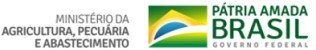 MINISTÉRIO DA
AGRICULTURA, PECUÁRIA
E ABASTECIMENTO
PÁTRIA AMADA
BRASIL
GOVERNO FEDERAL